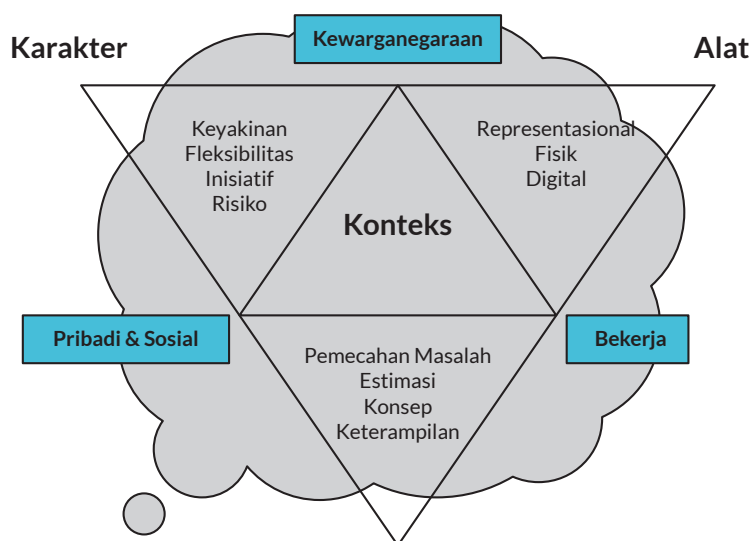 Kewarganegaraan
Karakter
Alat
Keyakinan
Fleksibilitas
Inisiatif
Risiko
Representasional
Fisik
Digital
Konteks
Pribadi & Sosial
Bekerja
Pemecahan Masalah
Estimasi
Konsep
Keterampilan